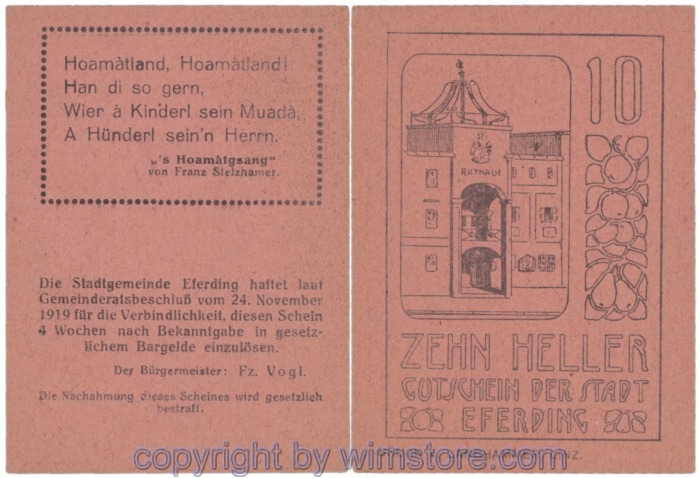 Hoamàtland, Hoamàtland!
Han di so gern,
Wier à Kinderl sein Muadà,
A Hünderl sein'n Herrn.
„'s Hoamàtgsang"
von Franz Stelzhamer.
Die Stadtgemeinde Eferding haftet laut
Gemeinderatsbeschluß vom 24. November
1919 für die Verbindlichkeit, diesen Schein
4 Wochen nach Bekanntgabe in gesetz-
lichem Bargelde einzulösen.
Der Bürgermeister: Fz. Vogl.
Die Nachahmung dieses Scheines wird gesetzlich
bestraft.
10
RATHAUS
ZEHN HELLER
GUTSCHEIN DER STADT
EFERDING
copyright by wimstore.com